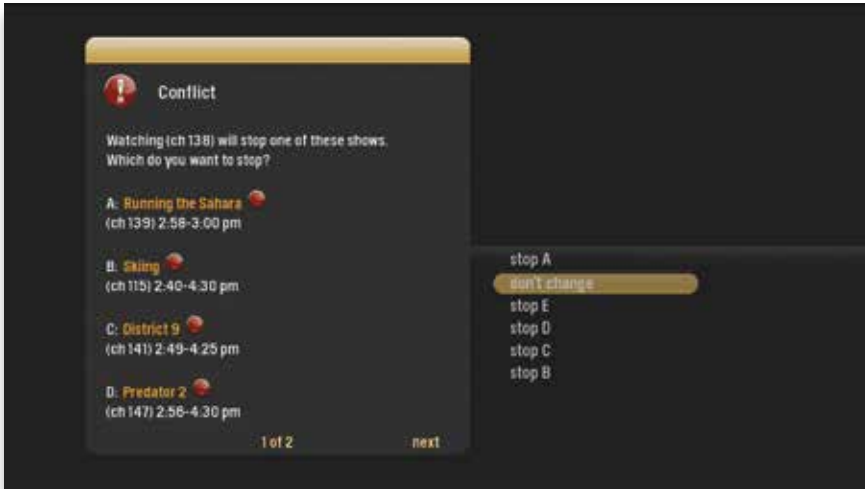 Conflict
Watching (ch 138) will stop one of these shows.
Which do you want to stop?
A: Running the Sahara
(ch 139) 2:58-3:00 pm
B: Skiing
(ch 115) 2:40-4:30 pm
C: District 9
(ch 141) 2:49-4:25 pm
D: Predator 2
(ch 147) 2:56-4:30 pm
1 of 2 next
stop A
don't change
stop E
stop D
stop C
stop B